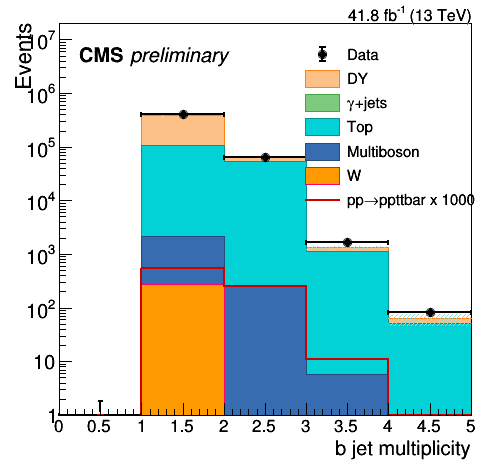 41.8 fb⁻¹ (13 TeV)
Events
CMS preliminary
Data
DY
γ+jets
Top
Multiboson
W
pp→ppttbar x 1000
10⁷
10⁶
10⁵
10⁴
10³
10²
10
1
0 0.5 1 1.5 2 2.5 3 3.5 4 4.5 5
b jet multiplicity